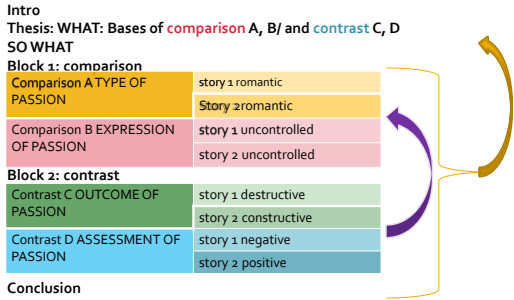 Intro
Thesis: WHAT: Bases of comparison A, B/ and contrast C, D
SO WHAT
Block 1: comparison
Comparison A TYPE OF
PASSION
story 1 romantic
Story 2 romantic
Comparison B EXPRESSION
OF PASSION
story 1 uncontrolled
story 2 uncontrolled
Block 2: contrast
Contrast C OUTCOME OF
PASSION
story 1 destructive
story 2 constructive
Contrast D ASSESSMENT OF
PASSION
story 1 negative
story 2 positive
Conclusion